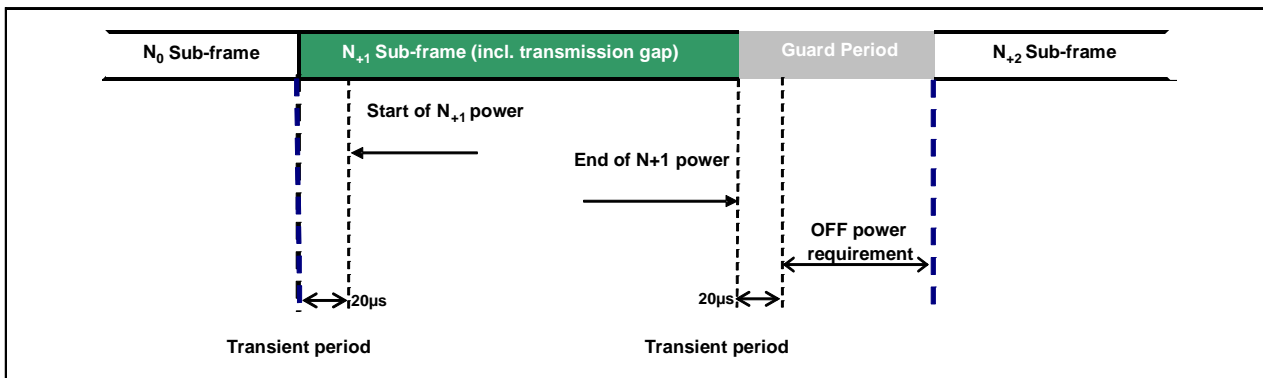 N₀ Sub-frame
N₊₁ Sub-frame (incl. transmission gap)
Guard Period
N₊₂ Sub-frame
Start of N₊₁ power
End of N+1 power
OFF power
requirement
20µs
20µs
Transient period
Transient period